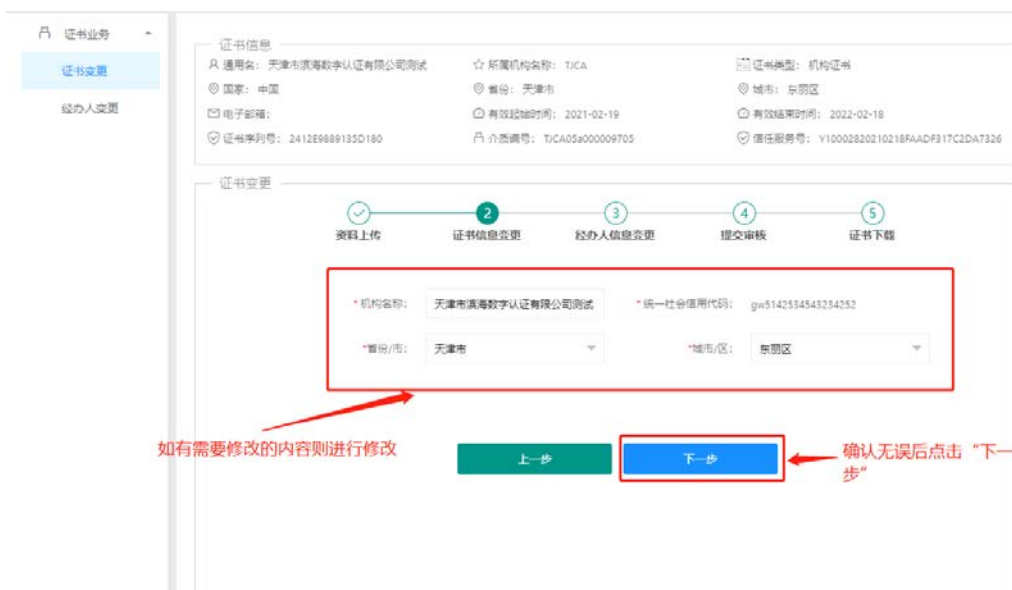 证书业务
证书变更
经办人变更
证书信息
通用名： 天津市滨海数字认证有限公司测试
所属机构名称： TJCA
证书类型： 机构证书
国家： 中国
省份： 天津市
城市： 东丽区
电子邮箱：
有效起始时间： 2021-02-19
有效结束时间： 2022-02-18
证书序列号： 2412E9889135D180
介质编号： TJCA05a000009705
信任服务号： Y10002820210218FAADF317C2DA7326
证书变更
2
3
4
5
资料上传
证书信息变更
经办人信息变更
提交审核
证书下载
*机构名称： 天津市滨海数字认证有限公司测试
*统一社会信用代码： gw5142534543234252
*省份/市： 天津市
*城市/区： 东丽区
如有需要修改的内容则进行修改
上一步
下一步
确认无误后点击“下一
步”